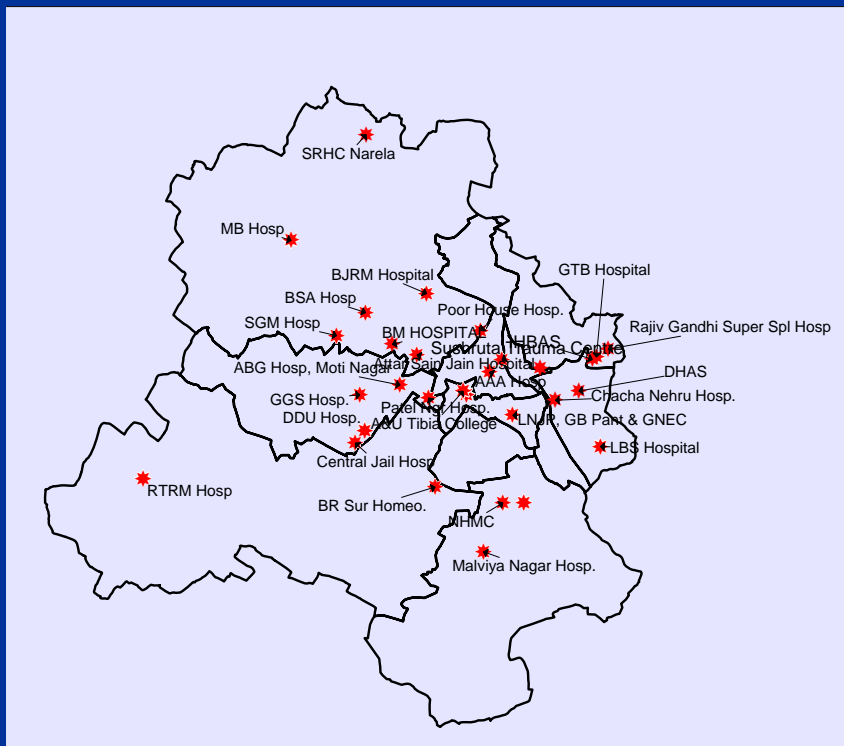 SRHC Narela
MB Hosp
GTB Hospital
BJRM Hospital
BSA Hosp
Poor House Hosp.
Rajiv Gandhi Super Spl Hosp
SGM Hosp
BM HOSPITAL
IHBAS
Sushruta Trauma Centre
Attar Sain Jain Hospital
ABG Hosp, Moti Nagar
DHAS
AAA Hosp
Chacha Nehru Hosp.
GGS Hosp.
Patel Ngr Hosp.
DDU Hosp.
A&U Tibia College
LNJP, GB Pant & GNEC
LBS Hospital
Central Jail Hosp
RTRM Hosp
BR Sur Homeo.
NHMC
Malviya Nagar Hosp.